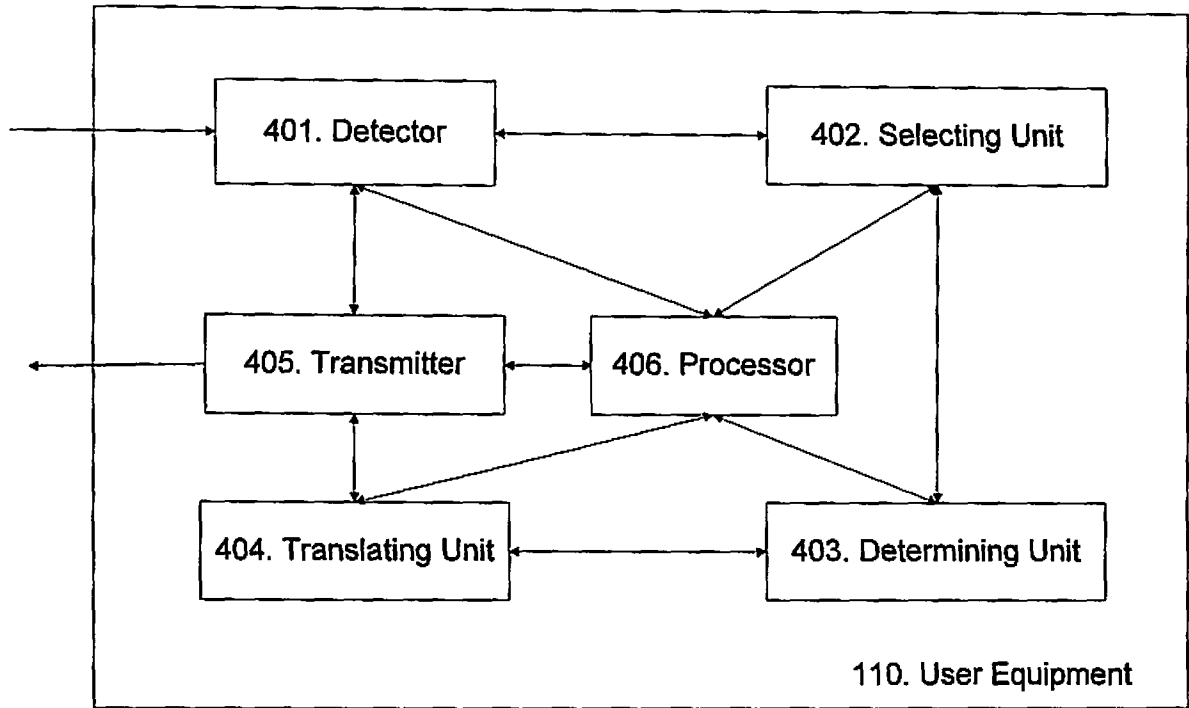 401. Detector
402. Selecting Unit
405. Transmitter
406. Processor
404. Translating Unit
403. Determining Unit
110. User Equipment